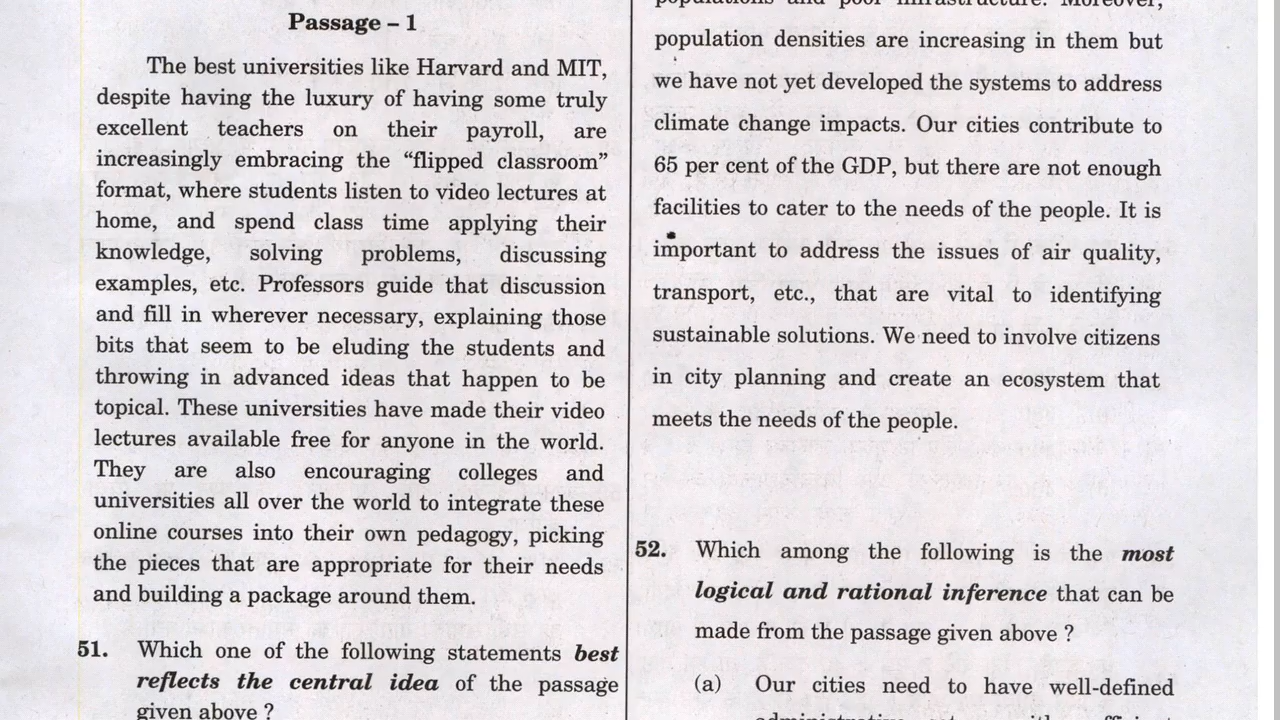 Passage – 1
The best universities like Harvard and MIT,
despite having the luxury of having some truly
excellent teachers on their payroll, are
increasingly embracing the “flipped classroom”
format, where students listen to video lectures at
home, and spend class time applying their
knowledge, solving problems, discussing
examples, etc. Professors guide that discussion
and fill in wherever necessary, explaining those
bits that seem to be eluding the students and
throwing in advanced ideas that happen to be
topical. These universities have made their video
lectures available free for anyone in the world.
They are also encouraging colleges and
universities all over the world to integrate these
online courses into their own pedagogy, picking
the pieces that are appropriate for their needs
and building a package around them.
51. Which one of the following statements best
reflects the central idea of the passage
given above ?
populations and poor infrastructure. Moreover,
population densities are increasing in them but
we have not yet developed the systems to address
climate change impacts. Our cities contribute to
65 per cent of the GDP, but there are not enough
facilities to cater to the needs of the people. It is
important to address the issues of air quality,
transport, etc., that are vital to identifying
sustainable solutions. We need to involve citizens
in city planning and create an ecosystem that
meets the needs of the people.
52. Which among the following is the most
logical and rational inference that can be
made from the passage given above ?
(a) Our cities need to have well-defined